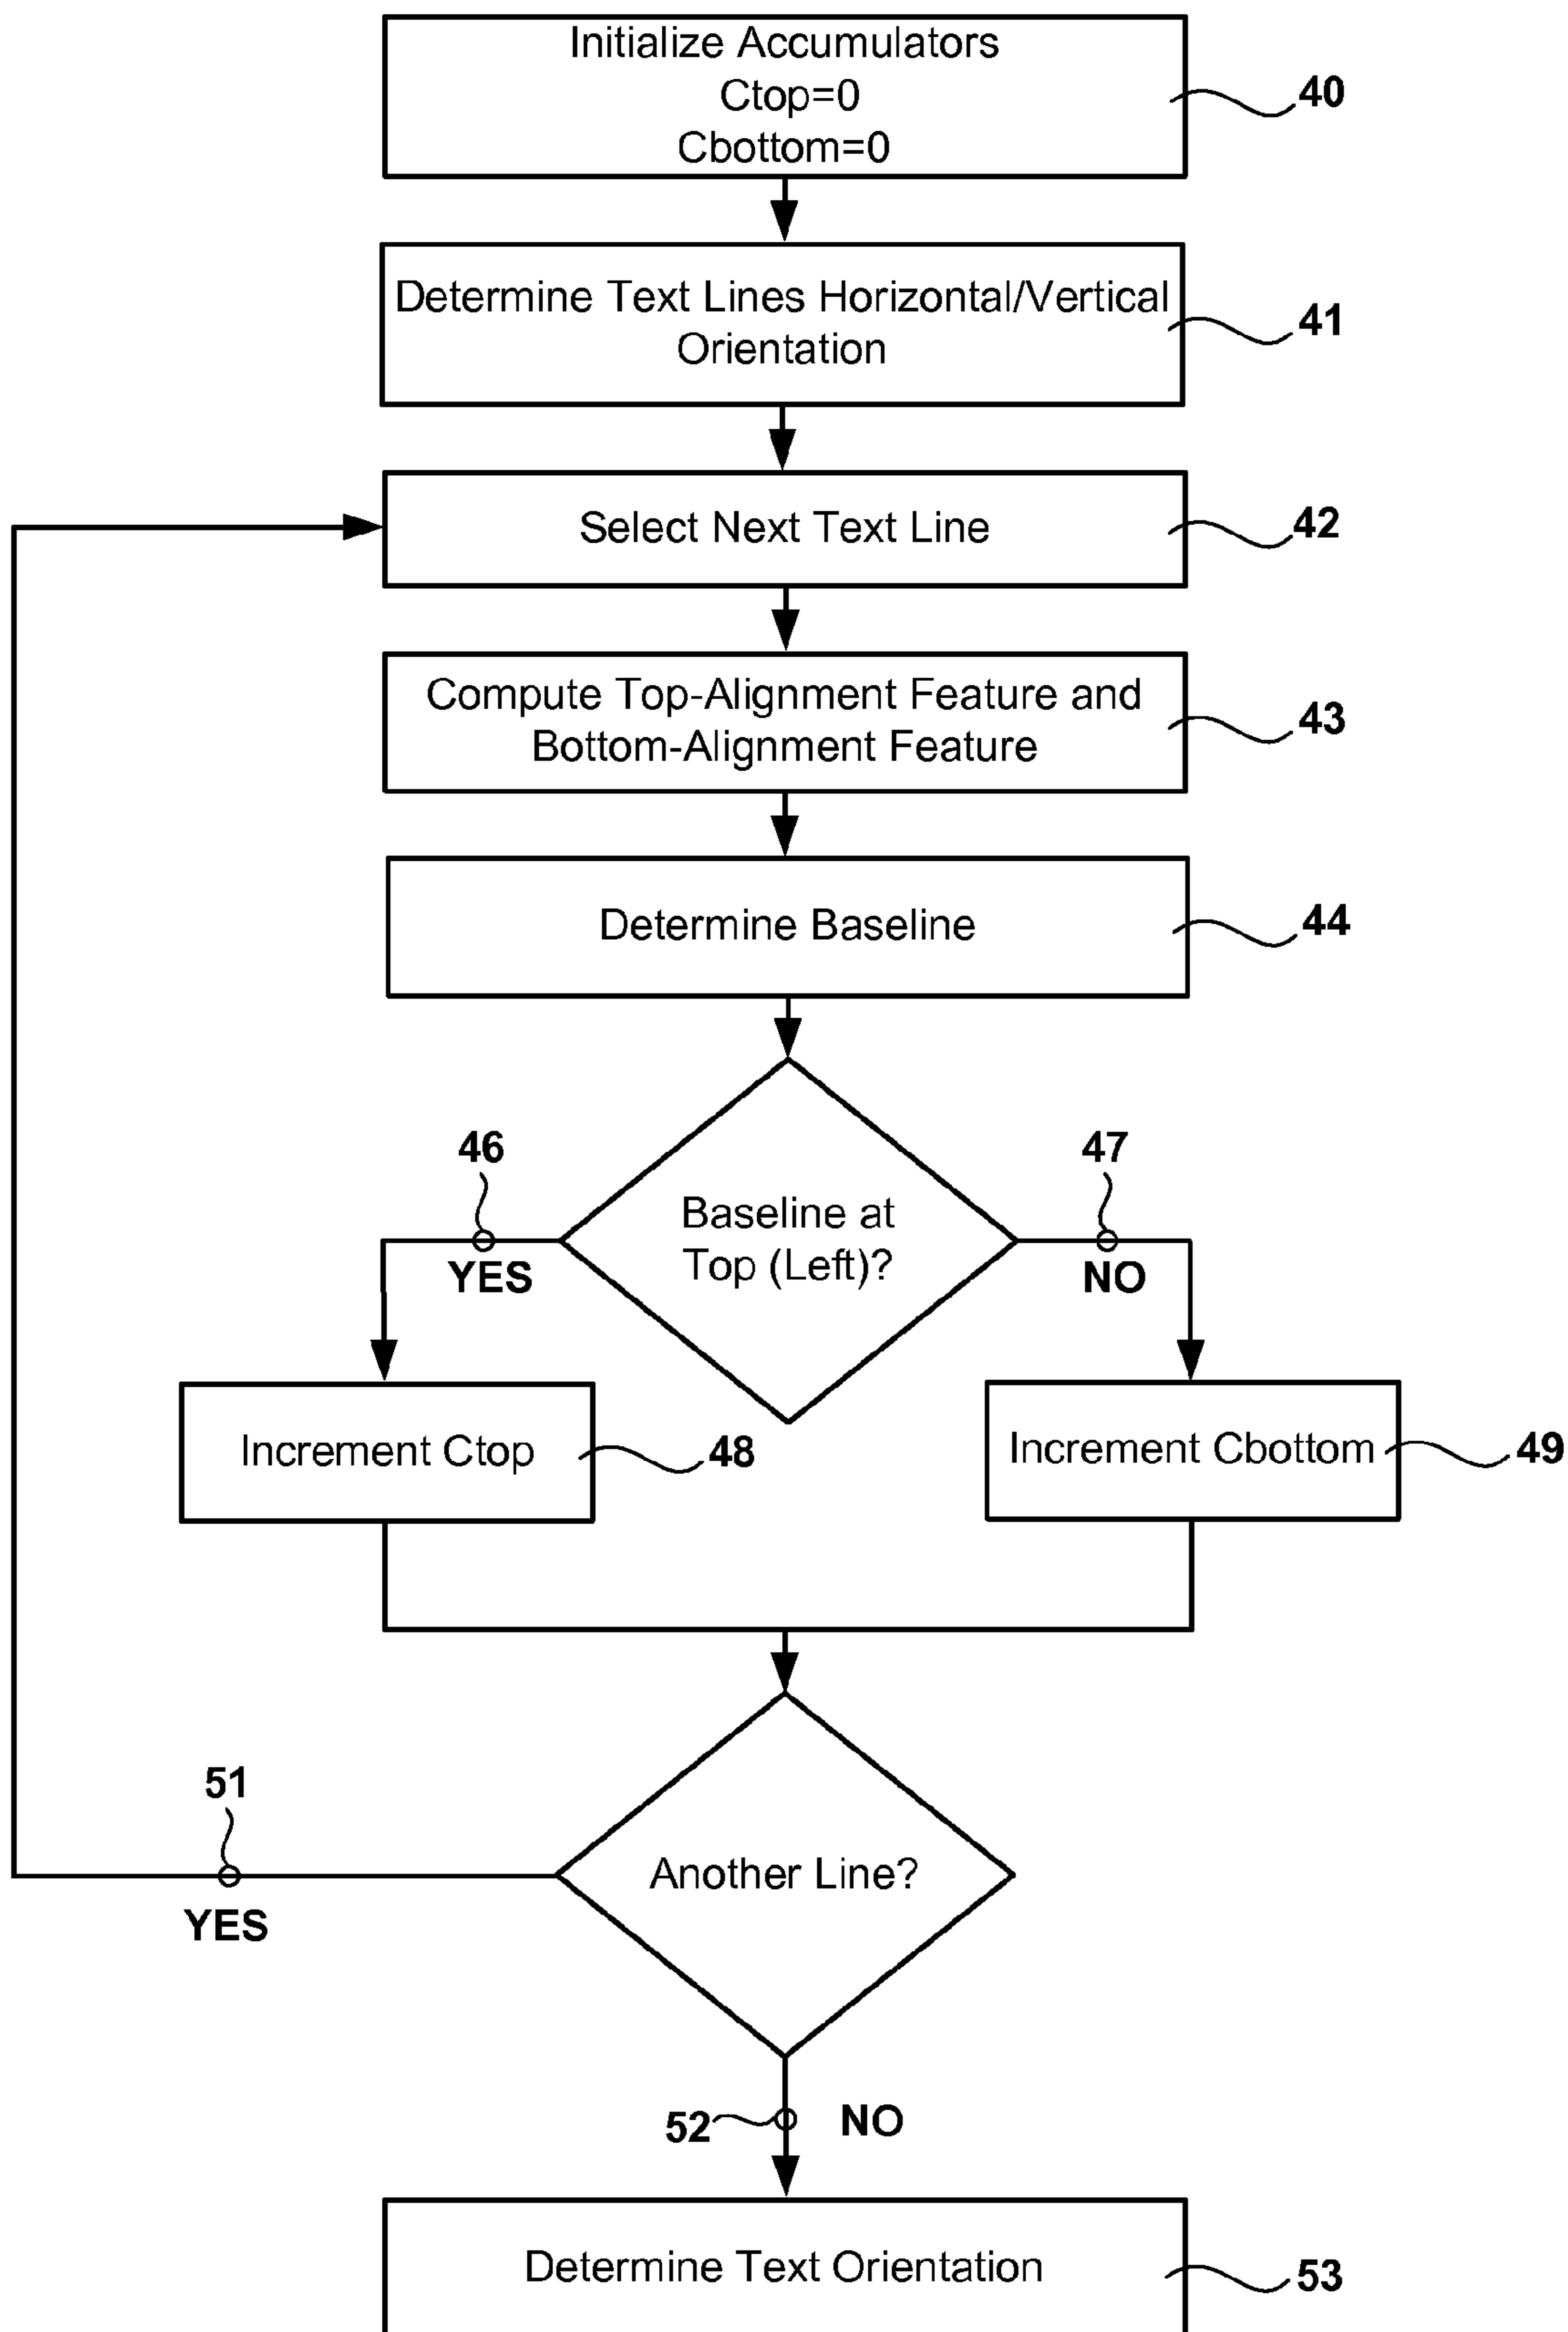 Initialize Accumulators
Ctop=0
Cbottom=0
40
Determine Text Lines Horizontal/Vertical
Orientation
41
Select Next Text Line
42
Compute Top-Alignment Feature and
Bottom-Alignment Feature
43
Determine Baseline
44
46
47
Baseline at
Top (Left)?
YES
NO
Increment Ctop
48
Increment Cbottom
49
51
Another Line?
YES
52
NO
Determine Text Orientation
53